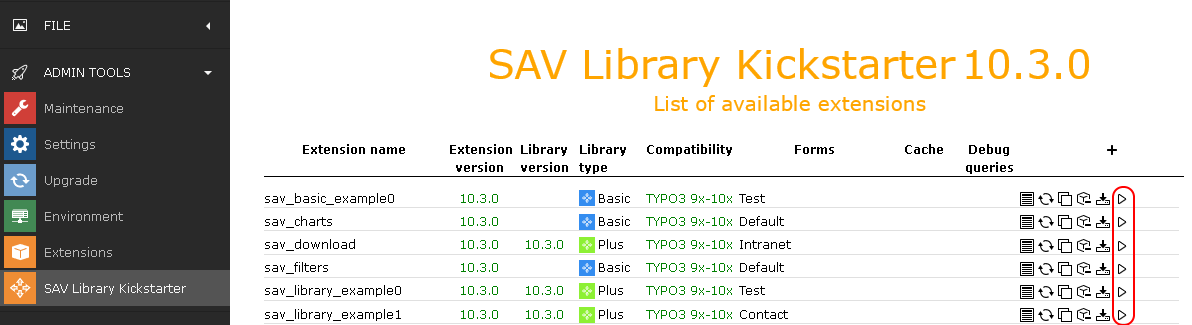 FILE
ADMIN TOOLS
Maintenance
Settings
Upgrade
Environment
Extensions
SAV Library Kickstarter
SAV Library Kickstarter 10.3.0
List of available extensions
Extension name Extension version Library version Library type Compatibility Forms Cache Debug queries +
sav_basic_example0 10.3.0 Basic TYPO3 9x-10x Test
sav_charts 10.3.0 Basic TYPO3 9x-10x Default
sav_download 10.3.0 10.3.0 Plus TYPO3 9x-10x Intranet
sav_filters 10.3.0 Basic TYPO3 9x-10x Default
sav_library_example0 10.3.0 10.3.0 Plus TYPO3 9x-10x Test
sav_library_example1 10.3.0 10.3.0 Plus TYPO3 9x-10x Contact